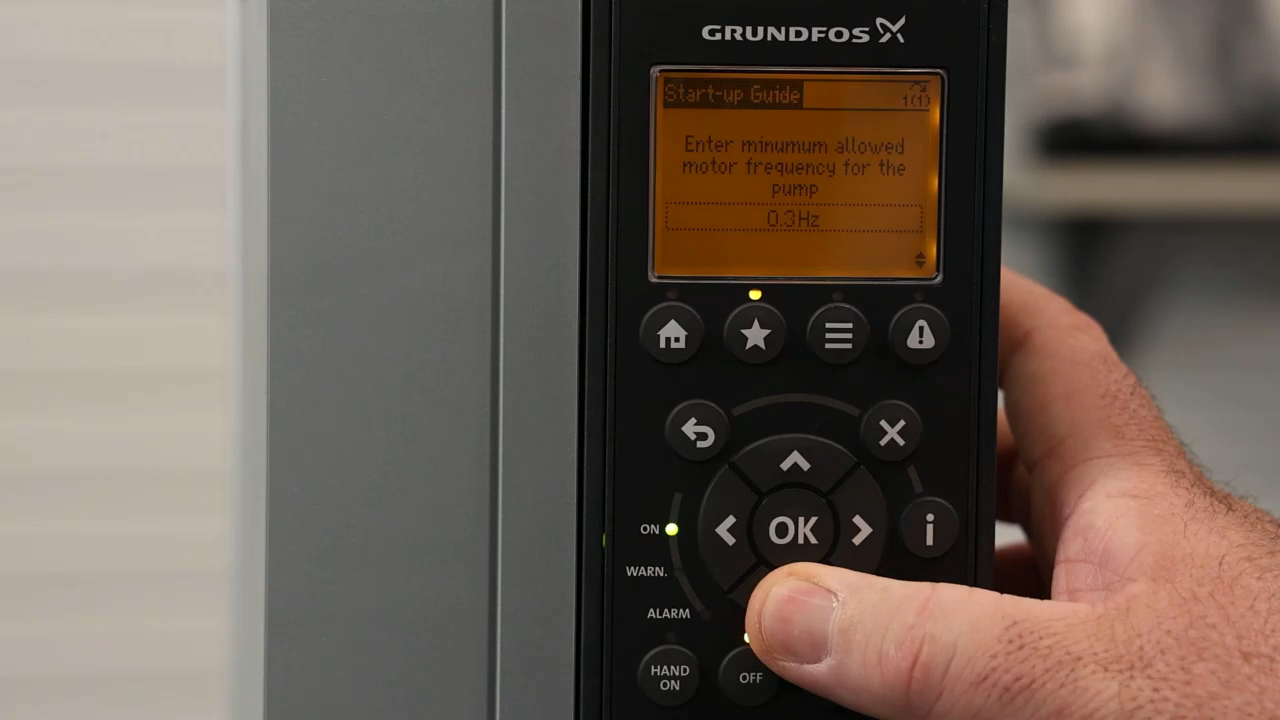 GRUNDFOS
Start-up Guide
1(1)
Enter minumum allowed
motor frequency for the
pump
0.3Hz
OK
i
ON
WARN.
ALARM
HAND
ON
OFF